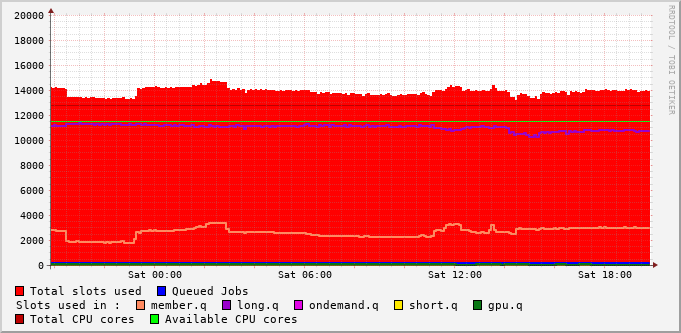 RRDTOOL / TOBI OETIKER
20000
18000
16000
14000
12000
10000
8000
6000
4000
2000
0
Sat 00:00 Sat 06:00 Sat 12:00 Sat 18:00
Total slots used Queued Jobs
Slots used in : member.q long.q ondemand.q short.q gpu.q
Total CPU cores Available CPU cores